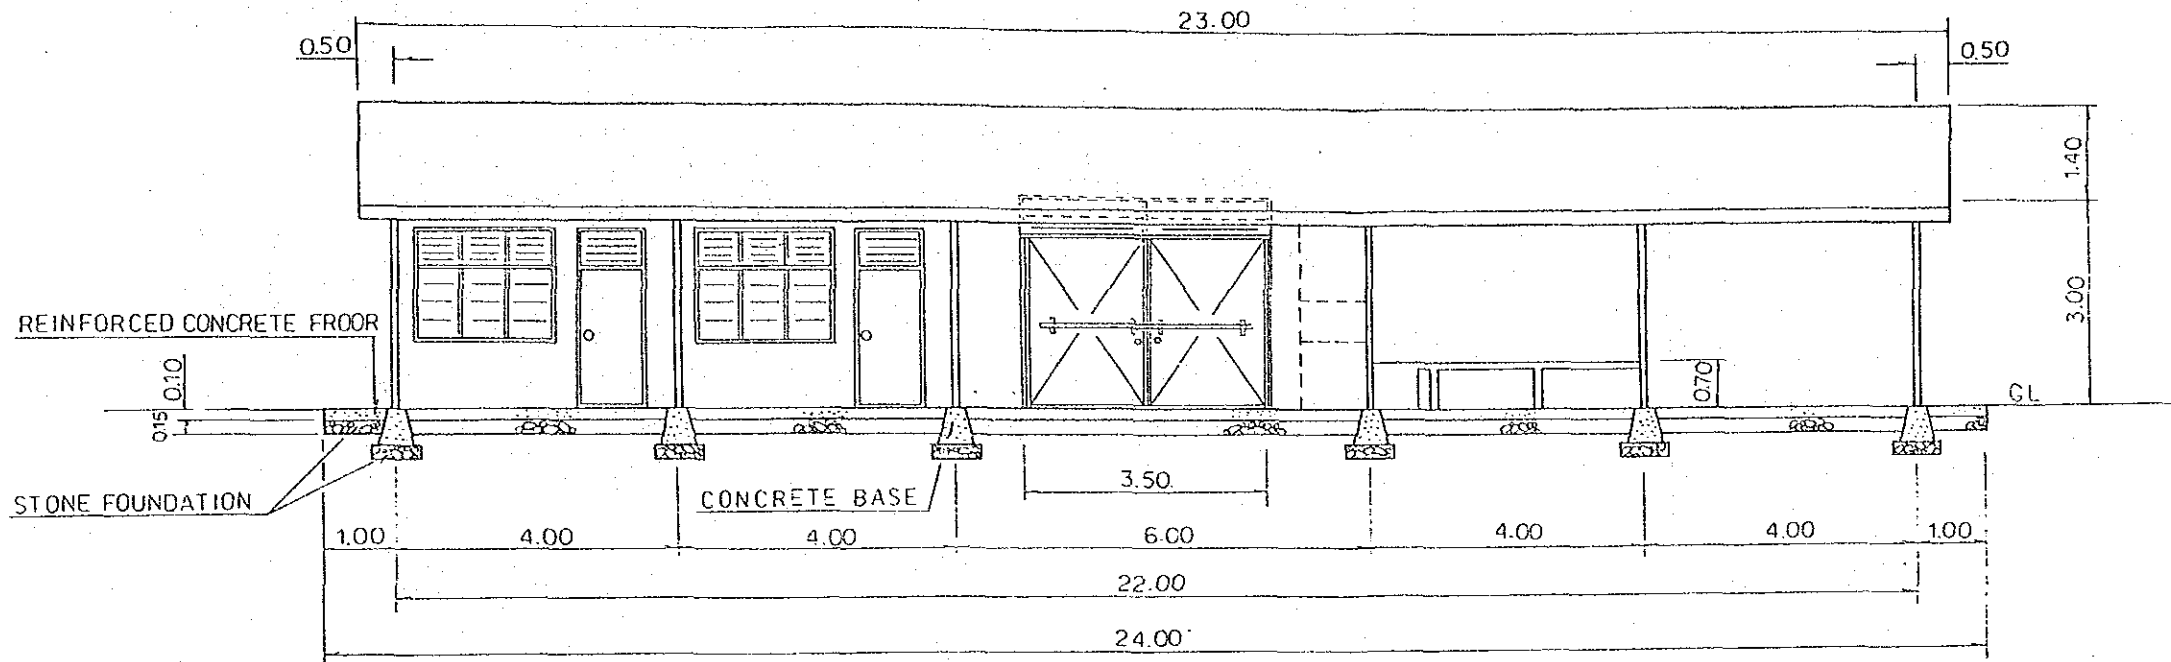 23.00
0.50
0.50
1.40
3.00
REINFORCED CONCRETE FROOR
0.10
0.15
0.70
GL
STONE FOUNDATION
CONCRETE BASE
3.50
1.00 4.00 4.00 6.00 4.00 4.00 1.00
22.00
24.00